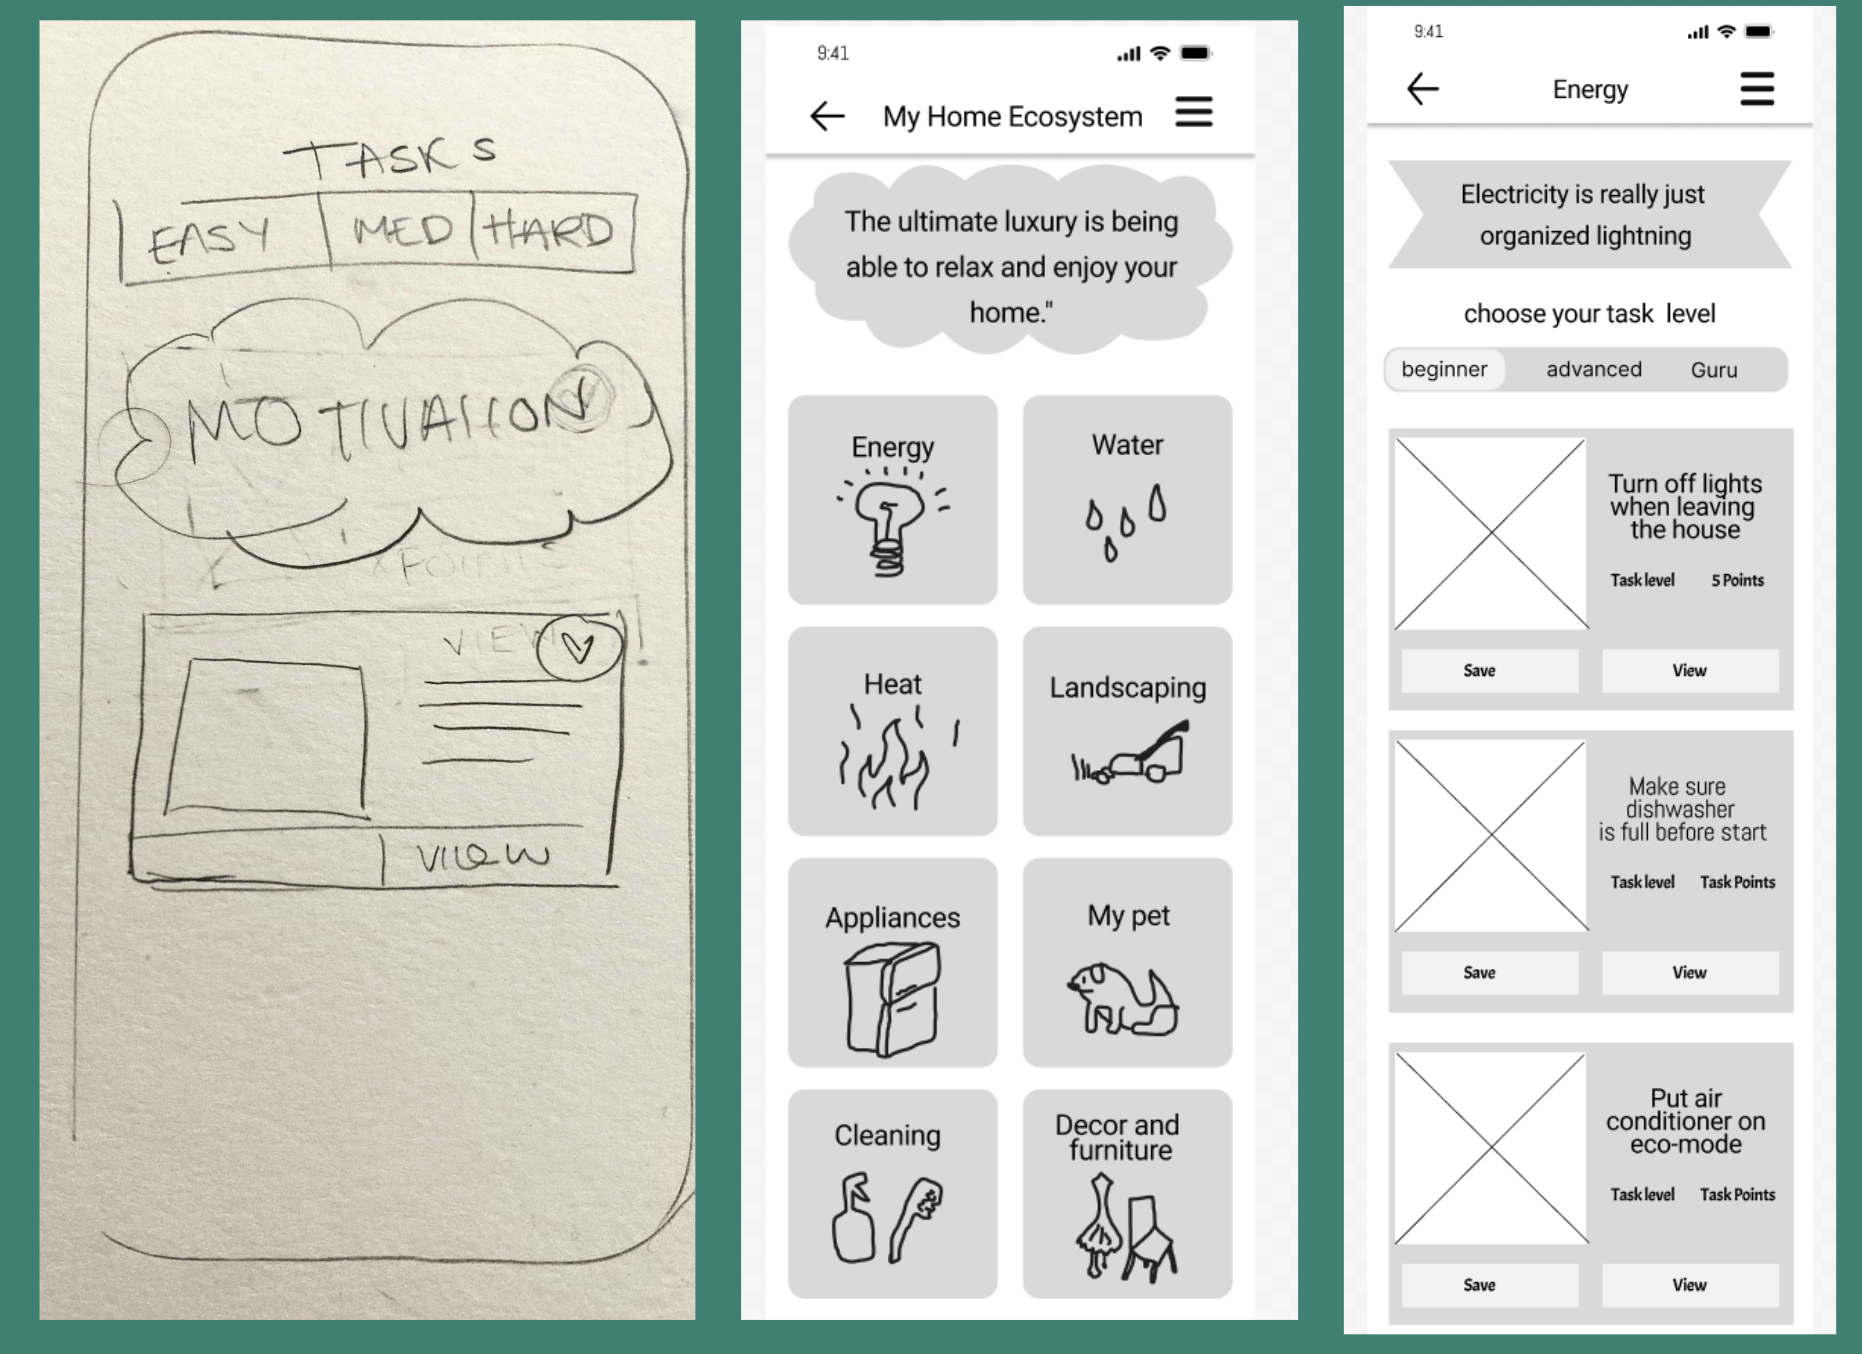 TASKS
EASY MED HARD
MOTIVATION
POINTS
VIEW
VIEW
9:41
My Home Ecosystem
The ultimate luxury is being
able to relax and enjoy your
home."
Energy
Water
Heat
Landscaping
Appliances
My pet
Cleaning
Decor and
furniture
9:41
Energy
Electricity is really just
organized lightning
choose your task level
beginner advanced Guru
Turn off lights
when leaving
the house
Task level 5 Points
Save View
Make sure
dishwasher
is full before start
Task level Task Points
Save View
Put air
conditioner on
eco-mode
Task level Task Points
Save View